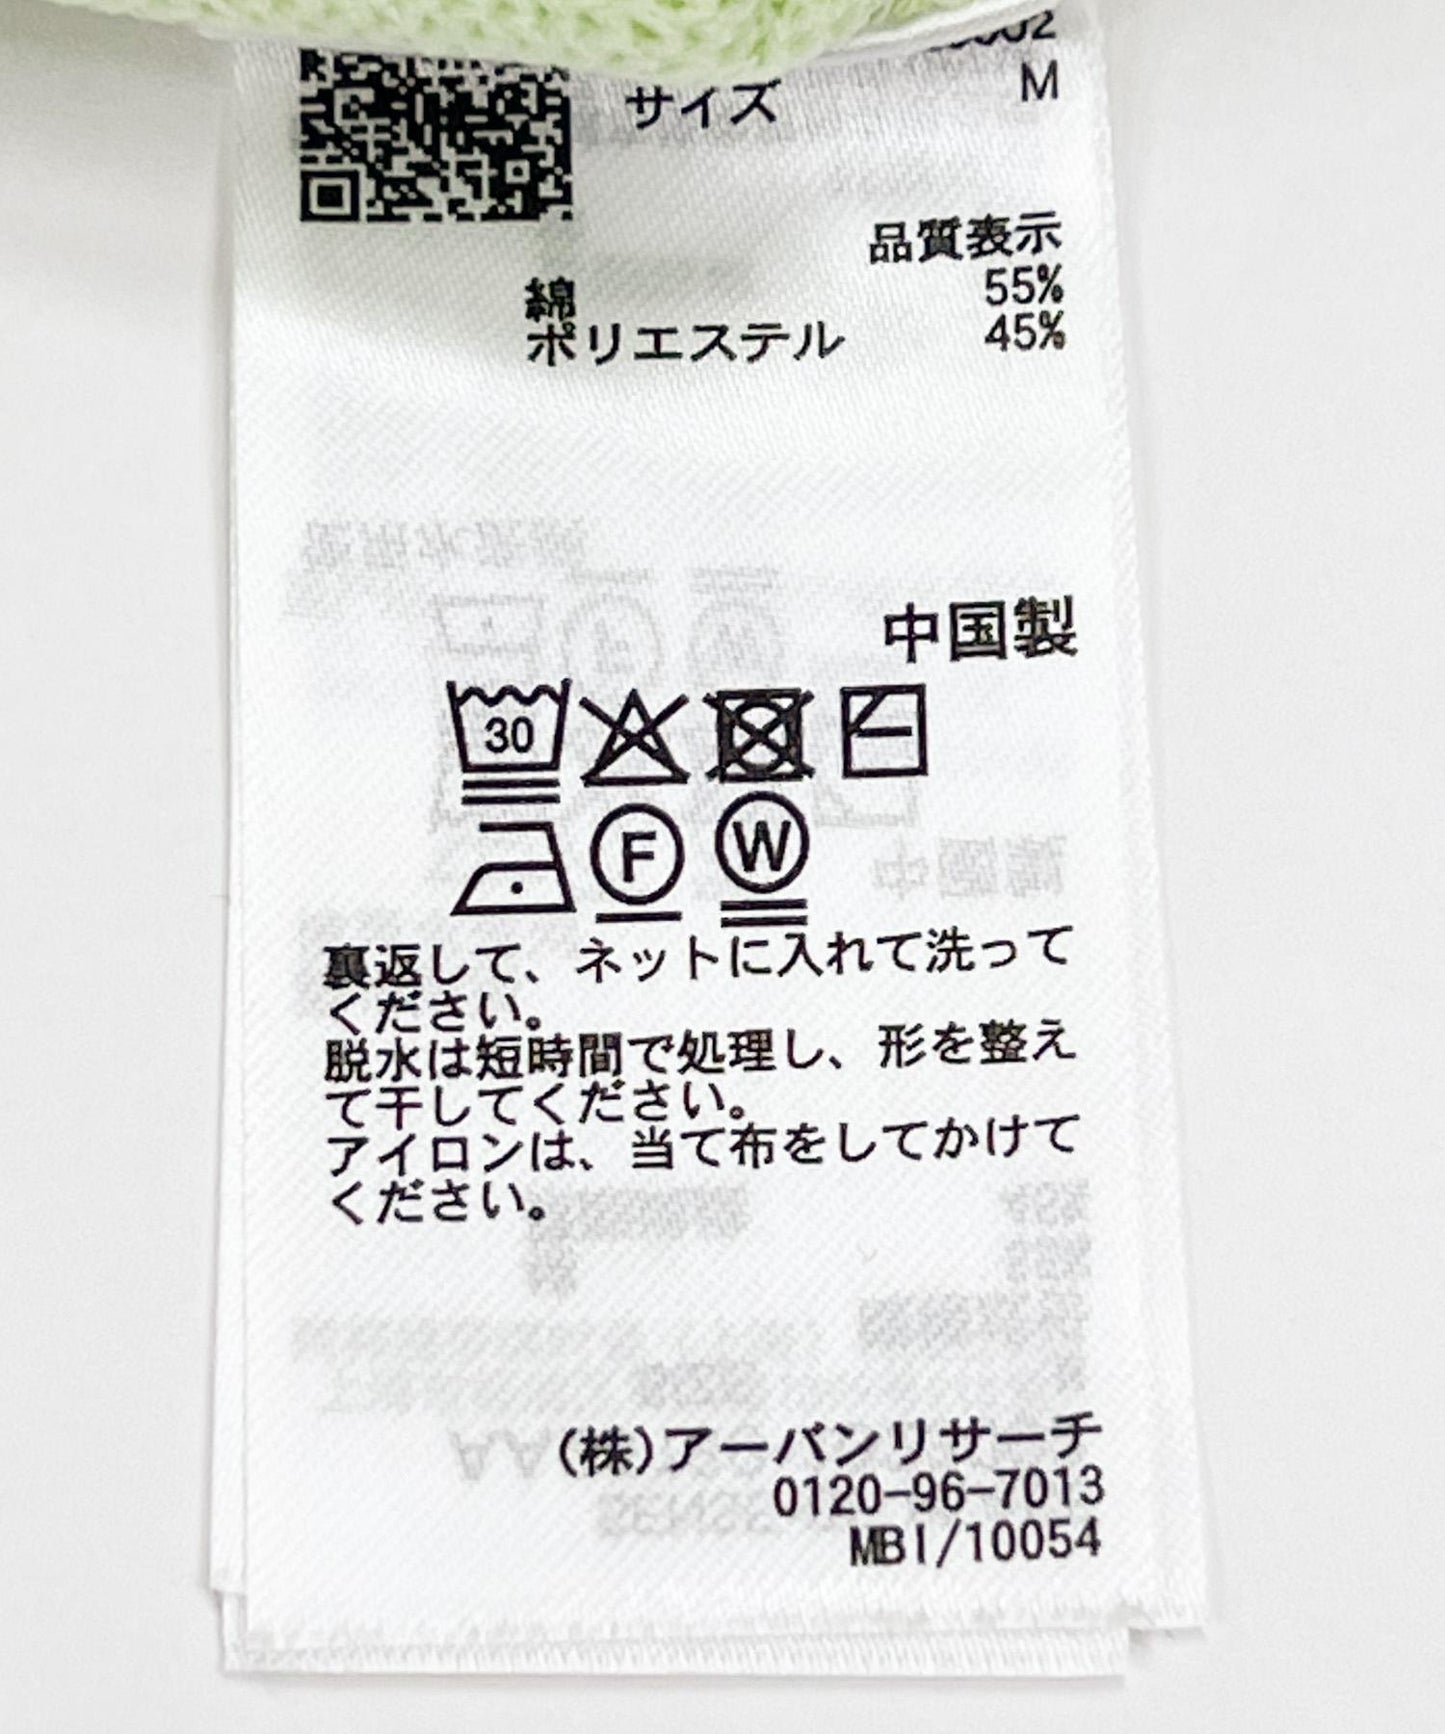 サイズ M
品質表示
綿 55%
ポリエステル 45%
中国製
30
F W
裏返して、ネットに入れて洗って
ください。
脱水は短時間で処理し、形を整え
て干してください。
アイロンは、当て布をしてかけて
ください。
(株)アーバンリサーチ
0120-96-7013
MBI/10054